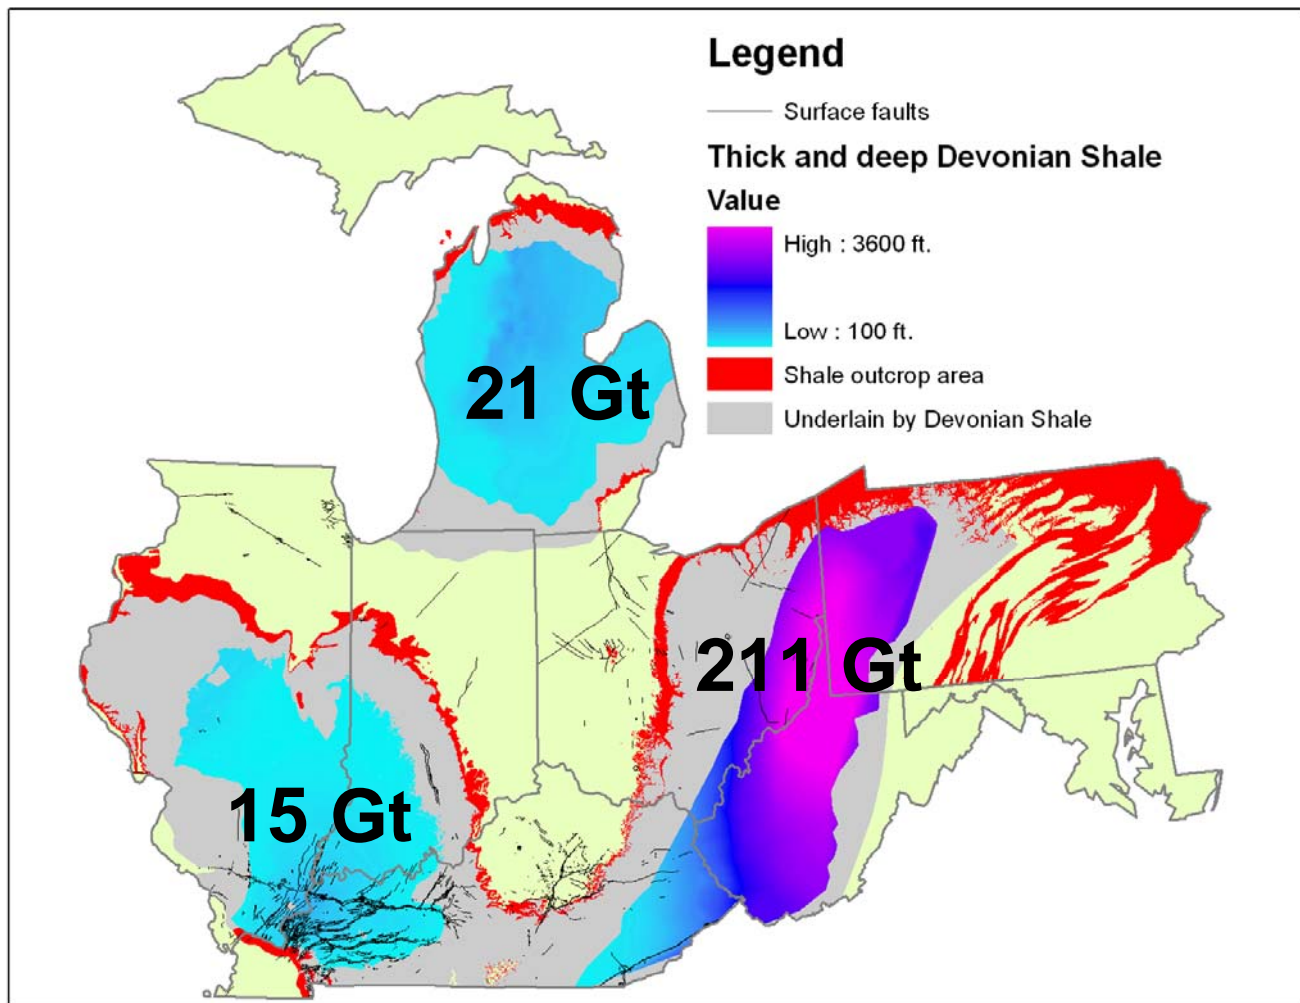 Legend
Surface faults
Thick and deep Devonian Shale
Value
High : 3600 ft.
Low : 100 ft.
Shale outcrop area
Underlain by Devonian Shale
21 Gt
211 Gt
15 Gt